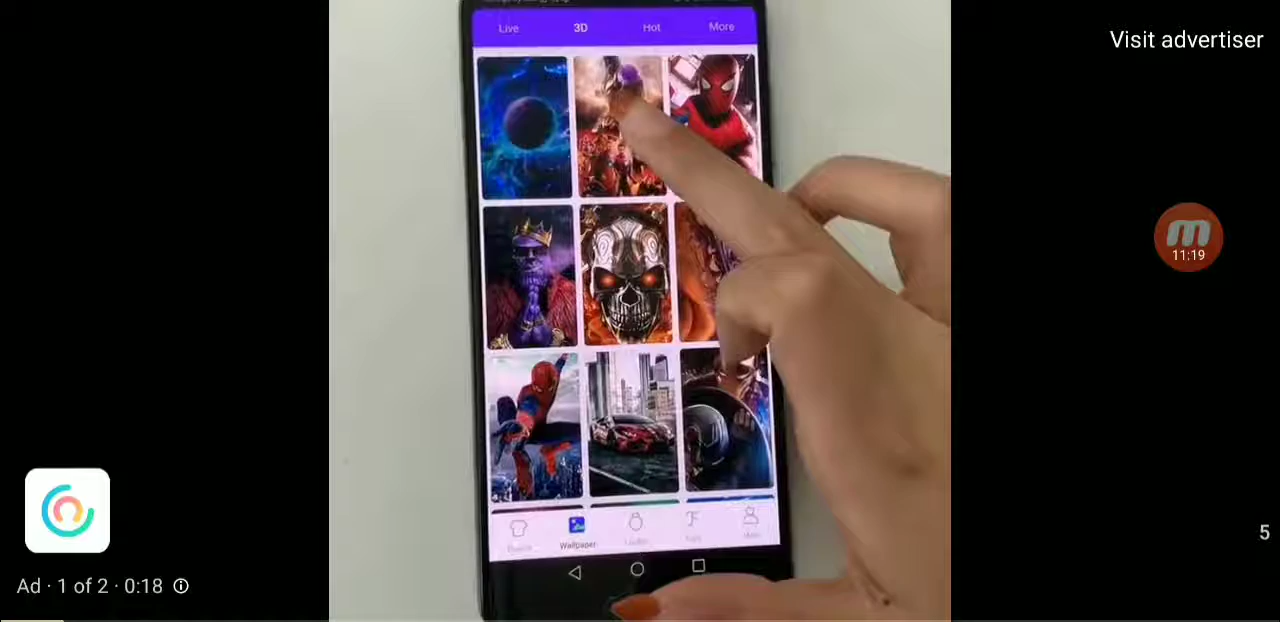 Live 3D Hot More
Visit advertiser
11:19
Wallpaper
5
Ad · 1 of 2 · 0:18